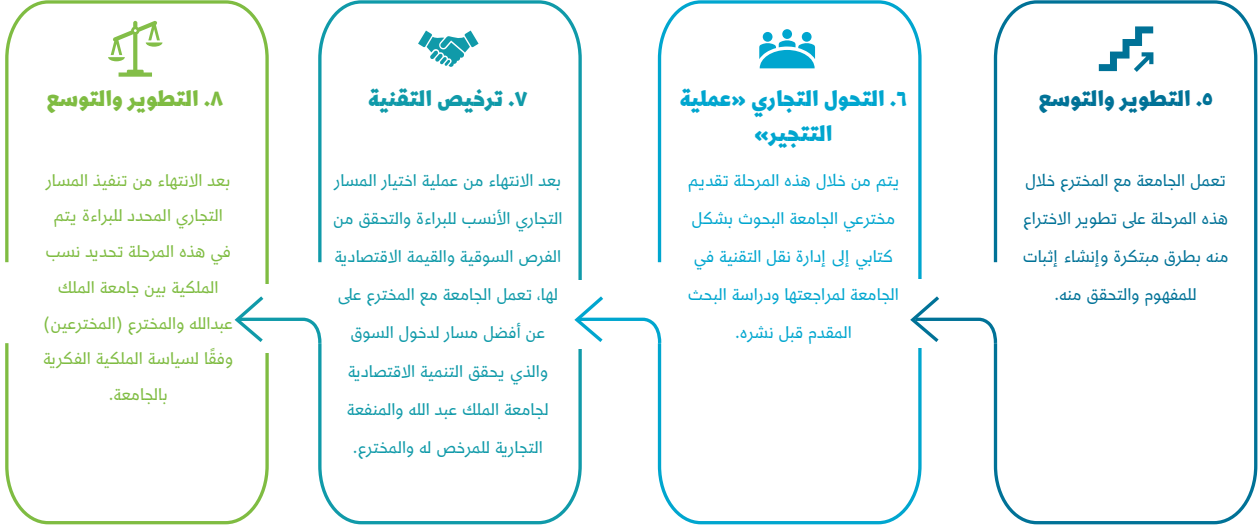 ٥. التطوير والتوسع
تعمل الجامعة مع المخترع خلال
هذه المرحلة على تطوير الاختراع
منه بطرق مبتكرة وإنشاء إثبات
للمفهوم والتحقق منه.
٦. التحول التجاري «عملية
التتجير»
يتم من خلال هذه المرحلة تقديم
مخترعي الجامعة البحوث بشكل
كتابي إلى إدارة نقل التقنية في
الجامعة لمراجعتها ودراسة البحث
المقدم قبل نشره.
٧. ترخيص التقنية
بعد الانتهاء من عملية اختيار المسار
التجاري الأنسب للبراءة والتحقق من
الفرص السوقية والقيمة الاقتصادية
لها، تعمل الجامعة مع المخترع على
عن أفضل مسار لدخول السوق
والذي يحقق التنمية الاقتصادية
لجامعة الملك عبد الله والمنفعة
التجارية للمرخص له والمخترع.
٨. التطوير والتوسع
بعد الانتهاء من تنفيذ المسار
التجاري المحدد للبراءة يتم
في هذه المرحلة تحديد نسب
الملكية بين جامعة الملك
عبدالله والمخترع (المخترعين)
وفقًا لسياسة الملكية الفكرية
بالجامعة.